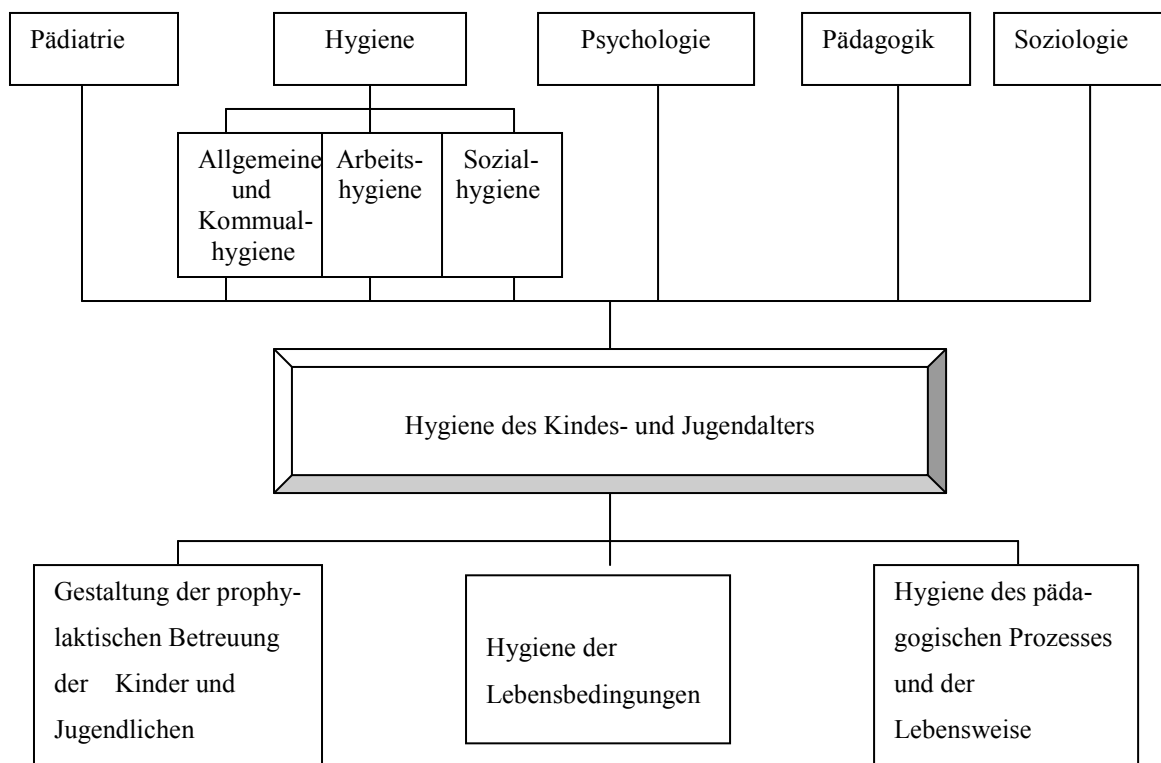 Pädiatrie
Hygiene
Psychologie
Pädagogik
Soziologie
Allgemeine
und
Kommual-
hygiene
Arbeits-
hygiene
Sozial-
hygiene
Hygiene des Kindes- und Jugendalters
Gestaltung der prophy-
laktischen Betreuung
der Kinder und
Jugendlichen
Hygiene der
Lebensbedingungen
Hygiene des päda-
gogischen Prozesses
und der
Lebensweise